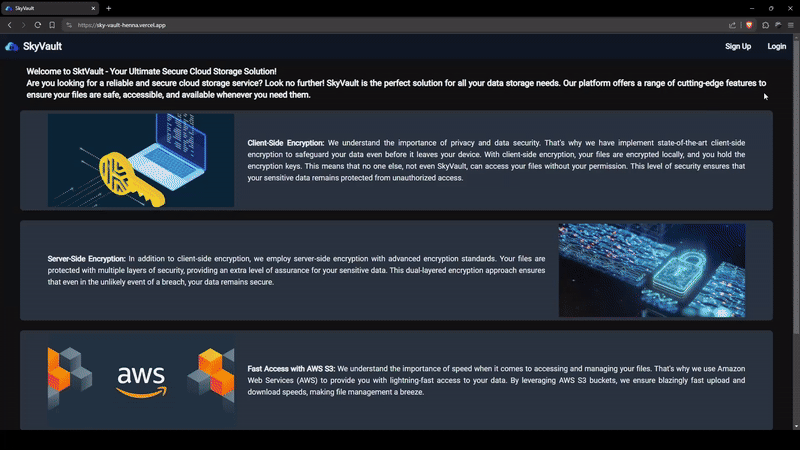 SkyVault
https://sky-vault-henna.vercel.app
SkyVault
Sign Up
Login
Welcome to SktVault - Your Ultimate Secure Cloud Storage Solution!
Are you looking for a reliable and secure cloud storage service? Look no further! SkyVault is the perfect solution for all your data storage needs. Our platform offers a range of cutting-edge features to
ensure your files are safe, accessible, and available whenever you need them.
Client-Side Encryption: We understand the importance of privacy and data security. That's why we have implement state-of-the-art client-side
encryption to safeguard your data even before it leaves your device. With client-side encryption, your files are encrypted locally, and you hold the
encryption keys. This means that no one else, not even SkyVault, can access your files without your permission. This level of security ensures that
your sensitive data remains protected from unauthorized access.
Server-Side Encryption: In addition to client-side encryption, we employ server-side encryption with advanced encryption standards. Your files are
protected with multiple layers of security, providing an extra level of assurance for your sensitive data. This dual-layered encryption approach ensures
that even in the unlikely event of a breach, your data remains secure.
aws
Fast Access with AWS S3: We understand the importance of speed when it comes to accessing and managing your files. That's why we use Amazon
Web Services (AWS) to provide you with lightning-fast access to your data. By leveraging AWS S3 buckets, we ensure blazingly fast upload and
download speeds, making file management a breeze.